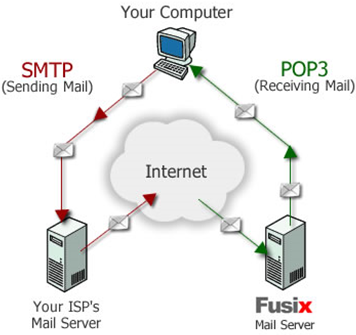 Your Computer
SMTP
(Sending Mail)
POP3
(Receiving Mail)
Internet
Your ISP's
Mail Server
Fusix
Mail Server